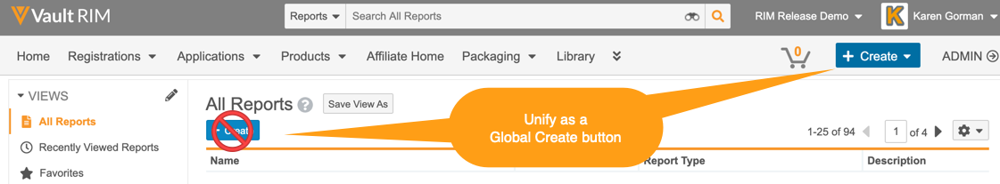 Vault RIM Reports Search All Reports RIM Release Demo K Karen Gorman
Home Registrations Applications Products Affiliate Home Packaging Library 0 + Create ADMIN
VIEWS
All Reports Save View As
All Reports
+ Create
Unify as a
Global Create button
1-25 of 94 1 of 4
Recently Viewed Reports
Name Report Type Description
Favorites